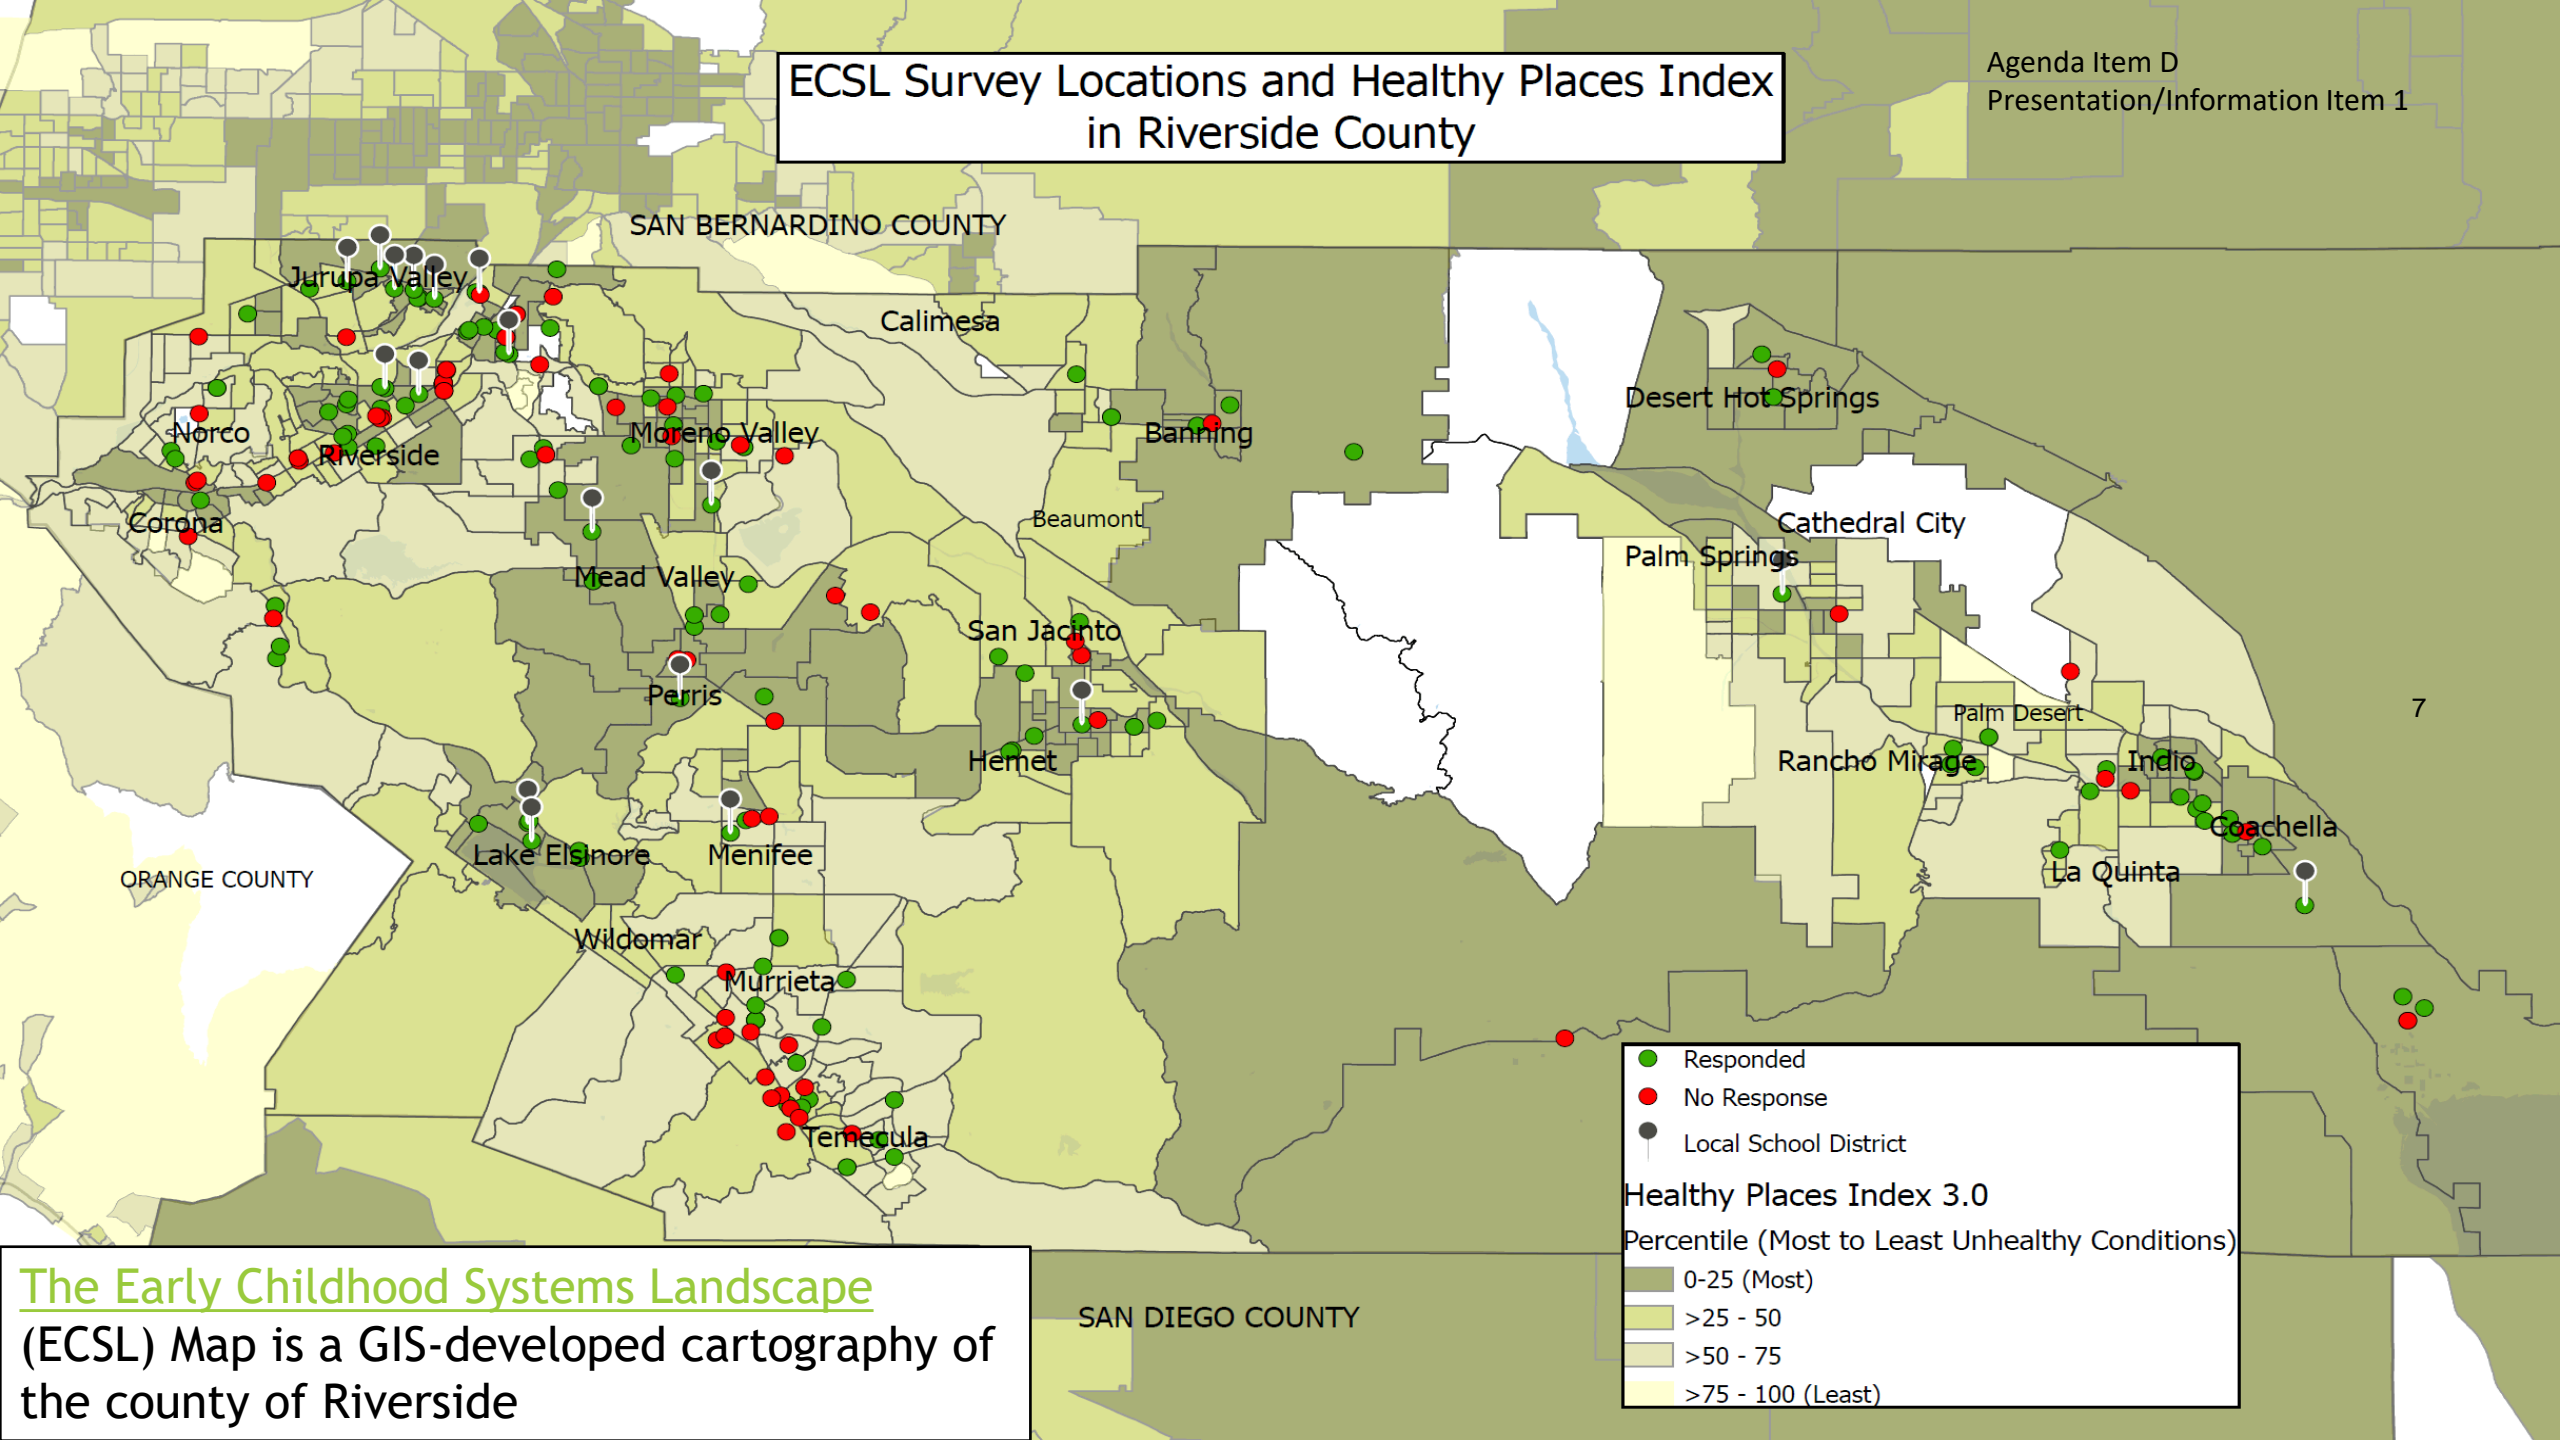 ECSL Survey Locations and Healthy Places Index
in Riverside County
Agenda Item D
Presentation/Information Item 1
SAN BERNARDINO COUNTY
Jurupa Valley
Calimesa
Desert Hot Springs
Norco
Riverside
Moreno Valley
Banning
Corona
Beaumont
Cathedral City
Palm Springs
Mead Valley
San Jacinto
Perris
Palm Desert
7
Hemet
Rancho Mirage
Indio
Coachella
Lake Elsinore
Menifee
La Quinta
ORANGE COUNTY
Wildomar
Murrieta
Temecula
Responded
No Response
Local School District
Healthy Places Index 3.0
Percentile (Most to Least Unhealthy Conditions)
0-25 (Most)
>25 - 50
>50 - 75
>75 - 100 (Least)
SAN DIEGO COUNTY
The Early Childhood Systems Landscape
(ECSL) Map is a GIS-developed cartography of
the county of Riverside